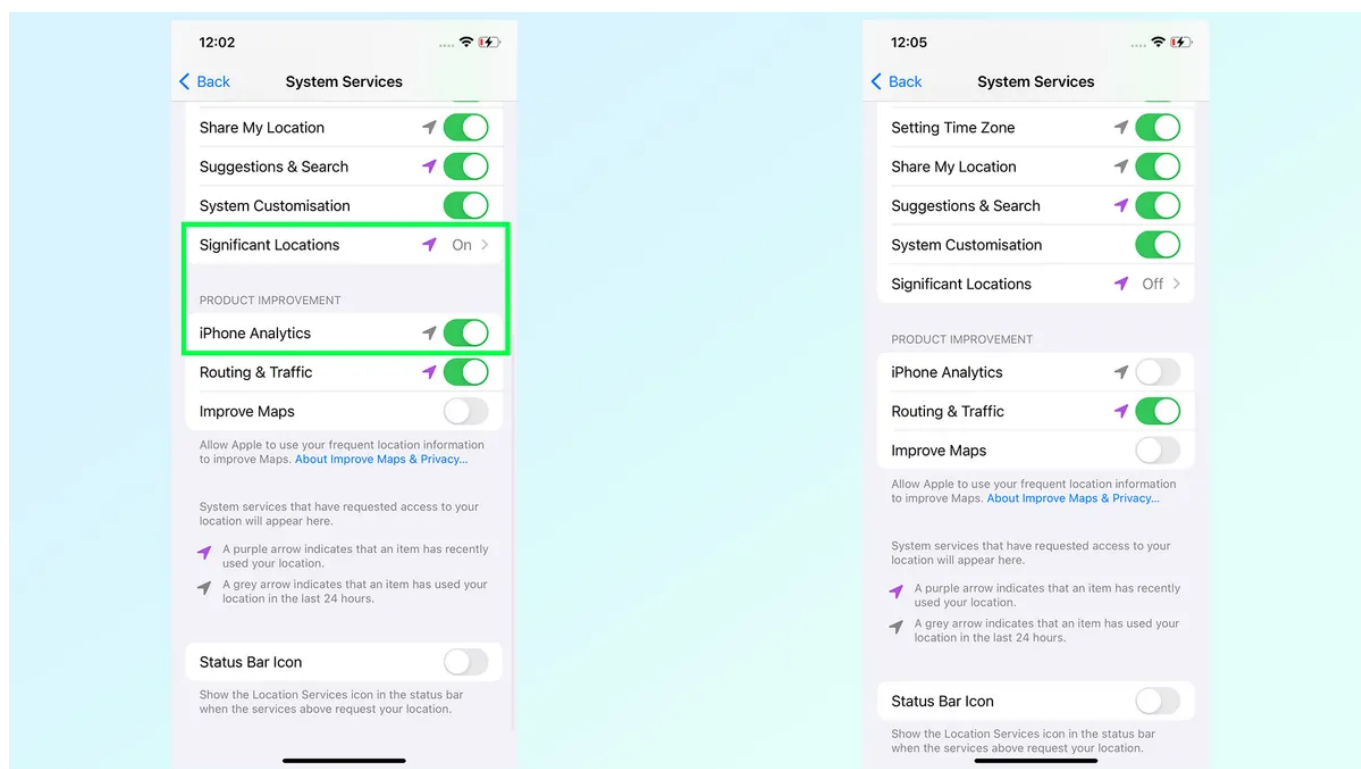 12:02
Back System Services
Share My Location
Suggestions & Search
System Customisation
Significant Locations On
PRODUCT IMPROVEMENT
iPhone Analytics
Routing & Traffic
Improve Maps
Allow Apple to use your frequent location information
to improve Maps. About Improve Maps & Privacy...
System services that have requested access to your
location will appear here.
A purple arrow indicates that an item has recently
used your location.
A grey arrow indicates that an item has used your
location in the last 24 hours.
Status Bar Icon
Show the Location Services icon in the status bar
when the services above request your location.
12:05
Back System Services
Setting Time Zone
Share My Location
Suggestions & Search
System Customisation
Significant Locations Off
PRODUCT IMPROVEMENT
iPhone Analytics
Routing & Traffic
Improve Maps
Allow Apple to use your frequent location information
to improve Maps. About Improve Maps & Privacy...
System services that have requested access to your
location will appear here.
A purple arrow indicates that an item has recently
used your location.
A grey arrow indicates that an item has used your
location in the last 24 hours.
Status Bar Icon
Show the Location Services icon in the status bar
when the services above request your location.